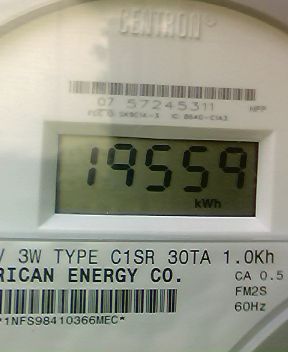 CENTRON
07 57245311
19559
kWh
3W TYPE C1SR 30TA 1.0Kh
RICAN ENERGY CO.
CA 0.5
FM2S
60Hz
1NFS98410366MEC*